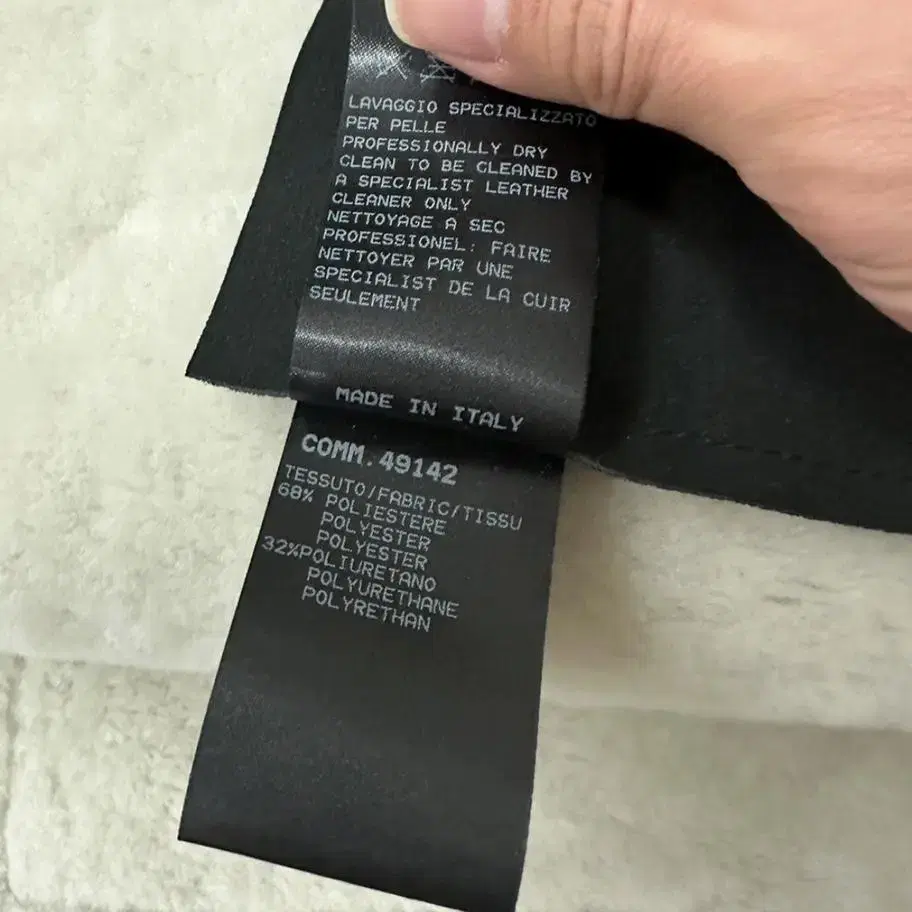 LAVAGGIO SPECIALIZZATO
PER PELLE
PROFESSIONALLY DRY
CLEAN TO BE CLEANED BY
A SPECIALIST LEATHER
CLEANER ONLY
NETTOYAGE A SEC
PROFESSIONEL: FAIRE
NETTOYER PAR UNE
SPECIALIST DE LA CUIR
SEULEMENT
MADE IN ITALY
COMM.49142
TESSUTO/FABRIC/TISSU
68% POLIESTERE
POLYESTER
POLYESTER
32%POLIURETANO
POLYURETHANE
POLYRETHAN